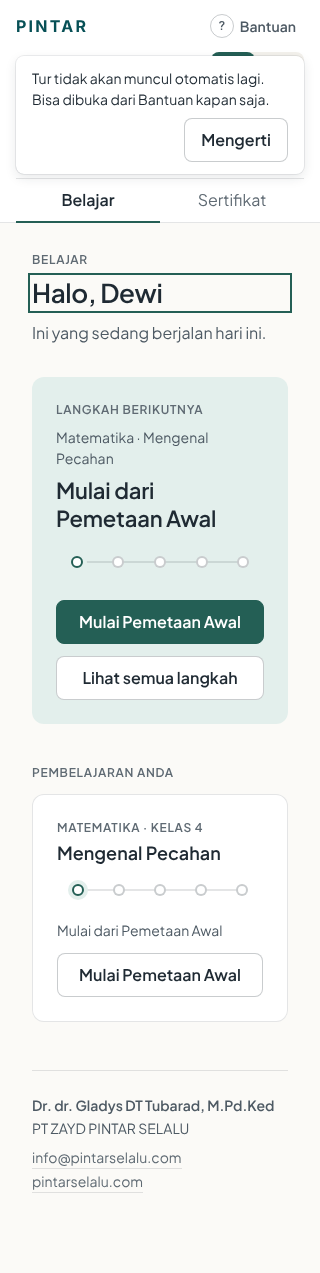 PINTAR
? Bantuan
Tur tidak akan muncul otomatis lagi.
Bisa dibuka dari Bantuan kapan saja.
Mengerti
Belajar
Sertifikat
BELAJAR
Halo, Dewi
Ini yang sedang berjalan hari ini.
LANGKAH BERIKUTNYA
Matematika · Mengenal
Pecahan
Mulai dari
Pemetaan Awal
Mulai Pemetaan Awal
Lihat semua langkah
PEMBELAJARAN ANDA
MATEMATIKA · KELAS 4
Mengenal Pecahan
Mulai dari Pemetaan Awal
Mulai Pemetaan Awal
Dr. dr. Gladys DT Tubarad, M.Pd.Ked
PT ZAYD PINTAR SELALU
info@pintarselalu.com
pintarselalu.com